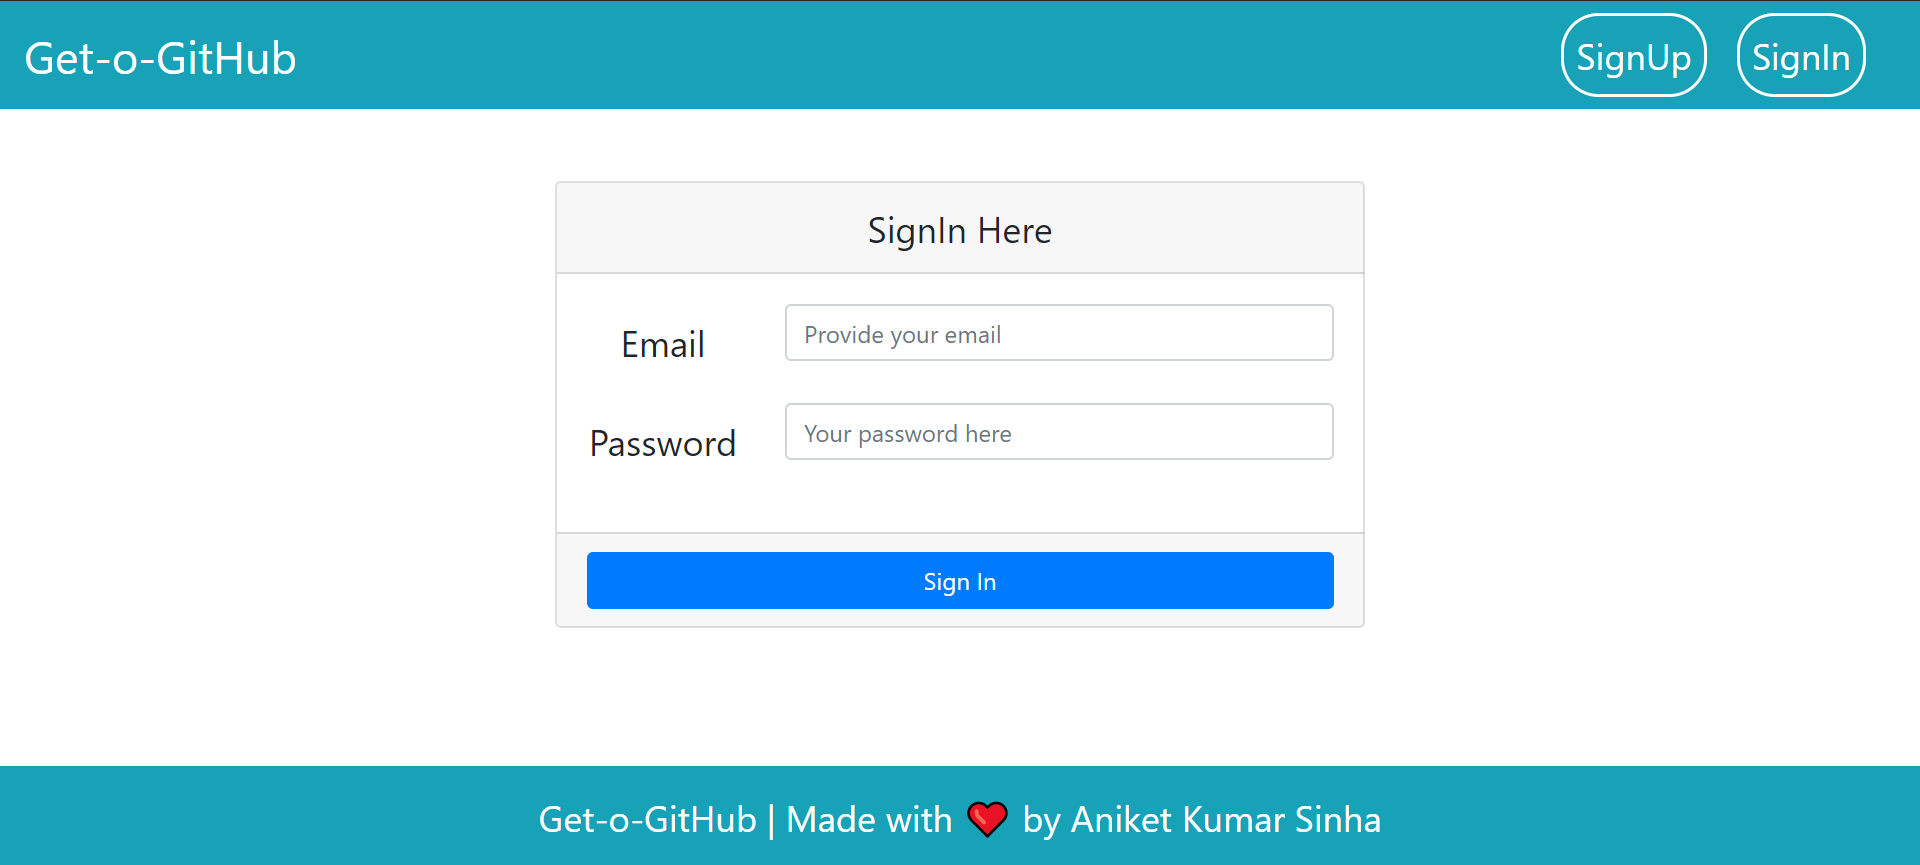 Get-o-GitHub SignUp SignIn
SignIn Here
Email Provide your email
Password Your password here
Sign In
Get-o-GitHub | Made with ❤️ by Aniket Kumar Sinha